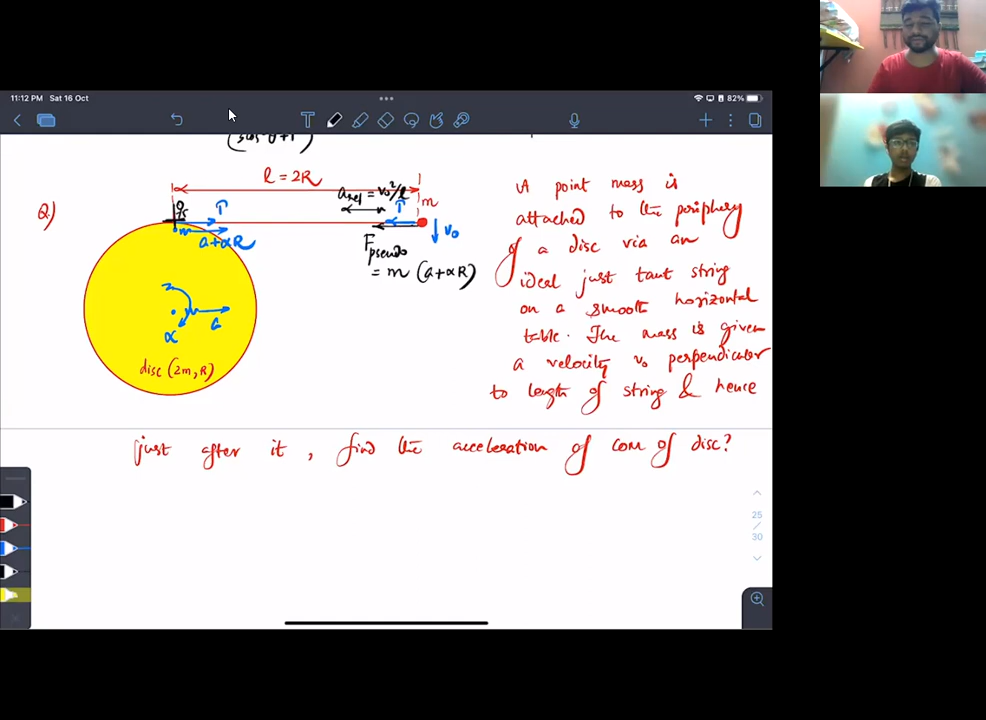 11:12 PM Sat 16 Oct
82%
Q)
l = 2R
a_rel = v₀²/l
m
T
T
v₀
m
a+αR
F_pseudo
= m (a+αR)
a
α
disc (2m, R)
A point mass is
attached to the periphery
of a disc via an
ideal just taut string
on a smooth horizontal
table. The mass is given
a velocity v₀ perpendicular
to length of string & hence
just after it, find the acceleration of com of disc?
25
/
30